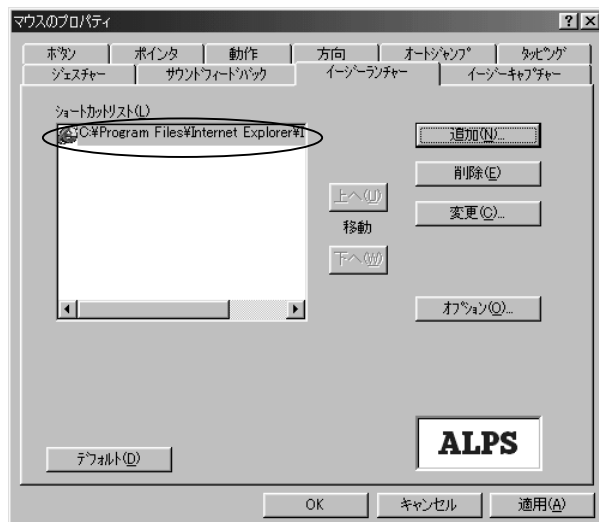 マウスのプロパティ
ボタン ポインタ 動作 方向 オートジャンプ タッピング
ジェスチャー サウンドフィードバック イージーランチャー イージーキャプチャー
ショートカットリスト(L)
C:¥Program Files¥Internet Explorer¥I
追加(N)...
削除(E)
上へ(U)
変更(C)...
移動
下へ(W)
オプション(O)...
ALPS
デフォルト(D)
OK キャンセル 適用(A)